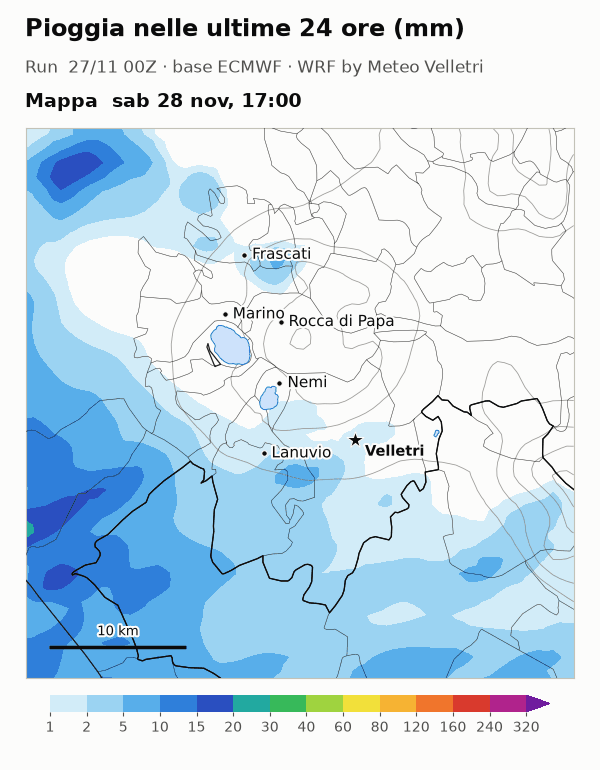 Pioggia nelle ultime 24 ore (mm)
Run 27/11 00Z · base ECMWF · WRF by Meteo Velletri
Mappa sab 28 nov, 17:00
Frascati
Marino
Rocca di Papa
Nemi
Velletri
Lanuvio
10 km
1 2 5 10 15 20 30 40 60 80 120 160 240 320